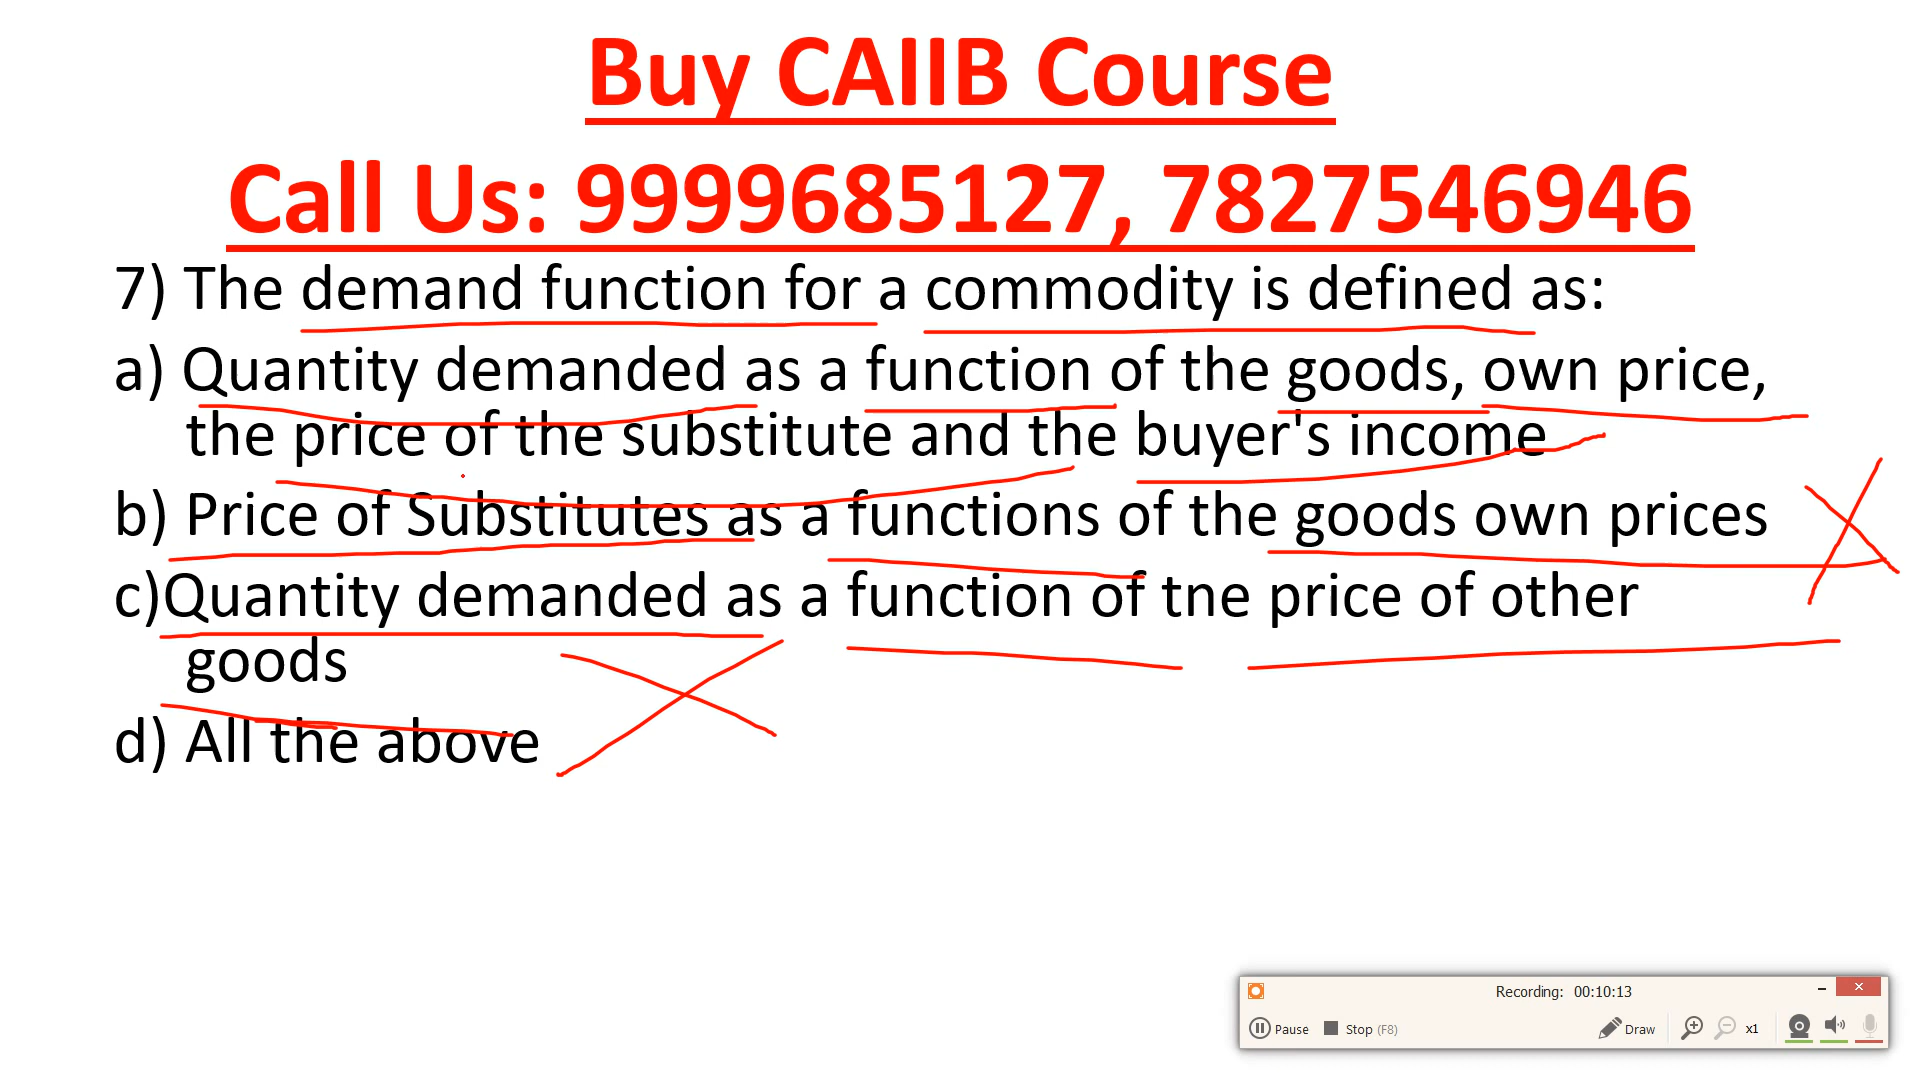 Buy CAIIB Course
Call Us: 9999685127, 7827546946
7) The demand function for a commodity is defined as:
a) Quantity demanded as a function of the goods, own price,
the price of the substitute and the buyer's income
b) Price of Substitutes as a functions of the goods own prices
c)Quantity demanded as a function of tne price of other
goods
d) All the above
Recording: 00:10:13
Pause Stop (F8) Draw x1